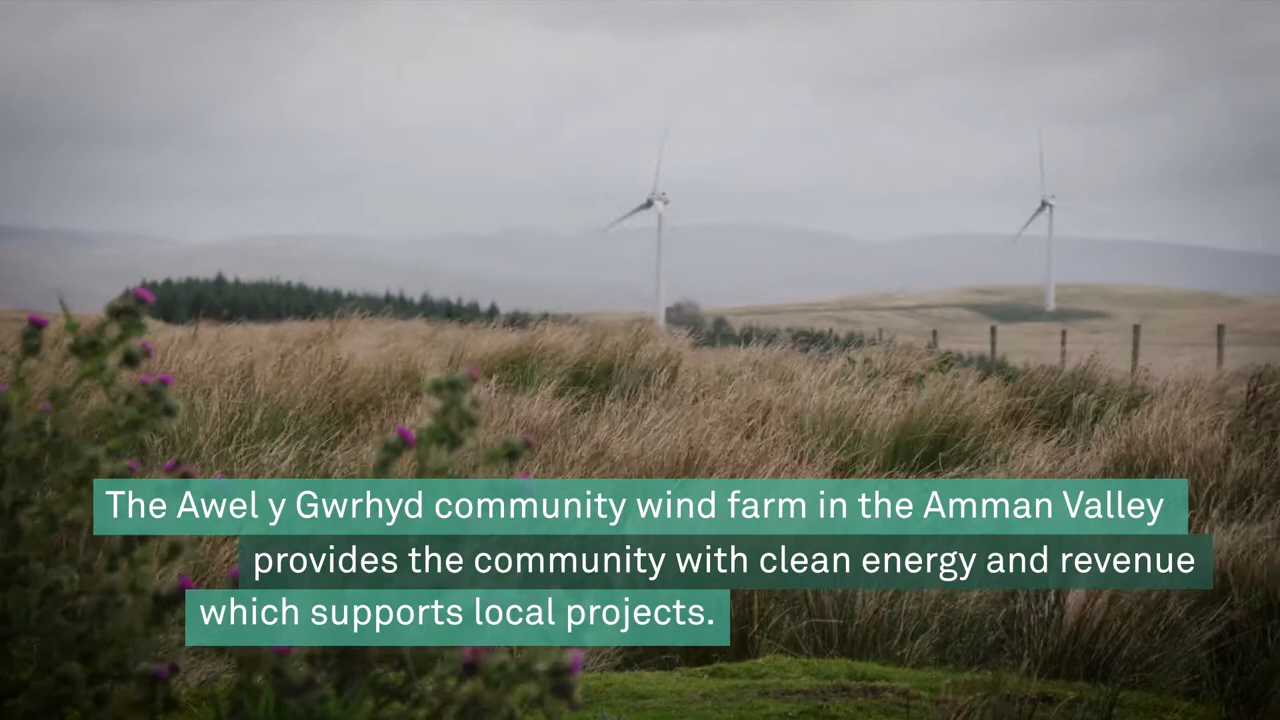 The Awel y Gwrhyd community wind farm in the Amman Valley
provides the community with clean energy and revenue
which supports local projects.